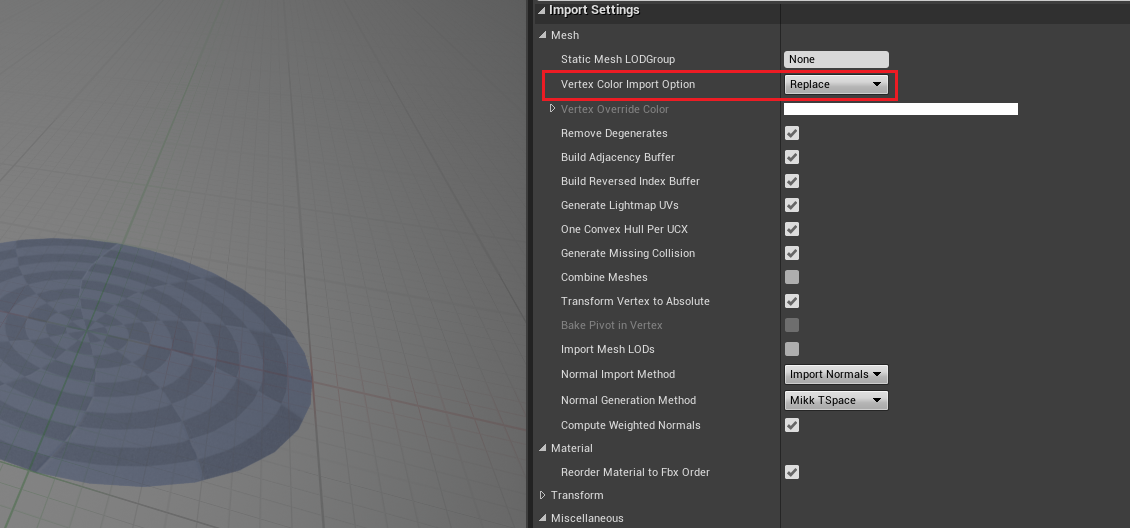 Import Settings
Mesh
Static Mesh LODGroup None
Vertex Color Import Option Replace
Vertex Override Color
Remove Degenerates
Build Adjacency Buffer
Build Reversed Index Buffer
Generate Lightmap UVs
One Convex Hull Per UCX
Generate Missing Collision
Combine Meshes
Transform Vertex to Absolute
Bake Pivot in Vertex
Import Mesh LODs
Normal Import Method Import Normals
Normal Generation Method Mikk TSpace
Compute Weighted Normals
Material
Reorder Material to Fbx Order
Transform
Miscellaneous